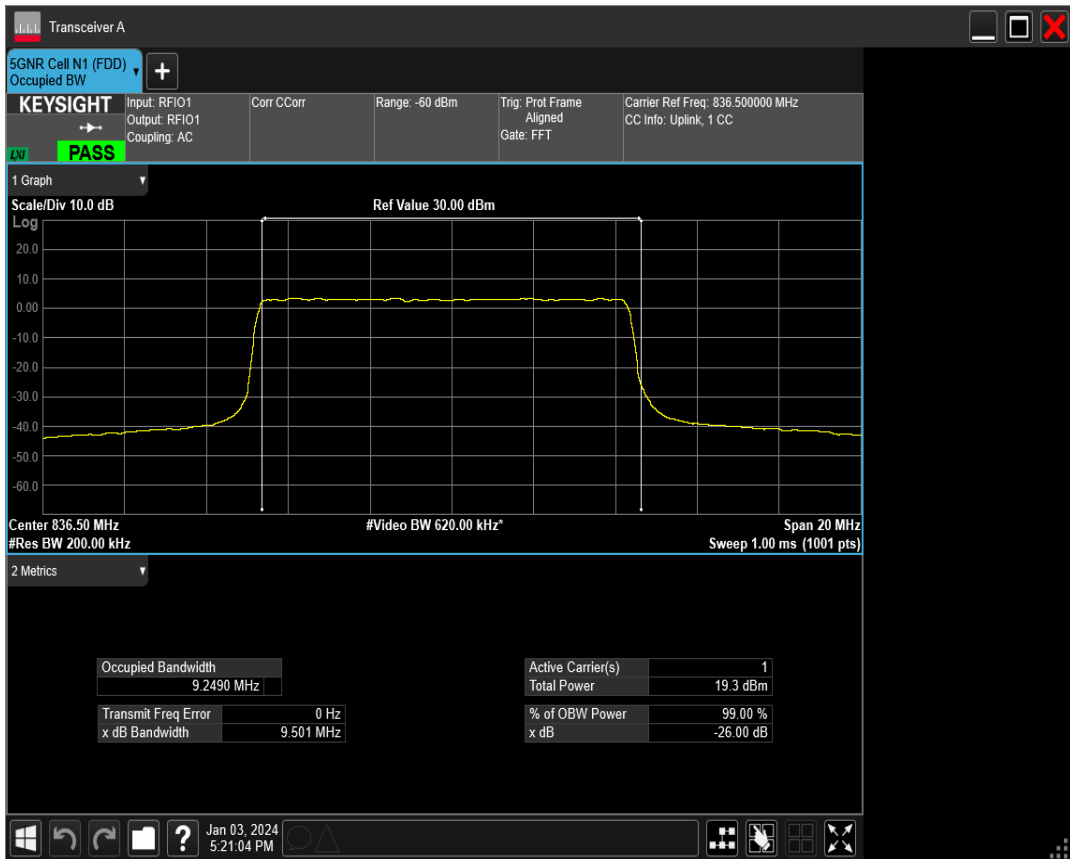 Transceiver A
5GNR Cell N1 (FDD)
Occupied BW
+
KEYSIGHT
LXI
PASS
Input: RFIO1
Output: RFIO1
Coupling: AC
Corr CCorr
Range: -60 dBm
Trig: Prot Frame
Aligned
Gate: FFT
Carrier Ref Freq: 836.500000 MHz
CC Info: Uplink, 1 CC
1 Graph
Scale/Div 10.0 dB
Ref Value 30.00 dBm
Log
20.0
10.0
0.00
-10.0
-20.0
-30.0
-40.0
-50.0
-60.0
Center 836.50 MHz
#Video BW 620.00 kHz*
Span 20 MHz
#Res BW 200.00 kHz
Sweep 1.00 ms (1001 pts)
2 Metrics
Occupied Bandwidth
9.2490 MHz
Transmit Freq Error 0 Hz
x dB Bandwidth 9.501 MHz
Active Carrier(s) 1
Total Power 19.3 dBm
% of OBW Power 99.00 %
x dB -26.00 dB
?
Jan 03, 2024
5:21:04 PM